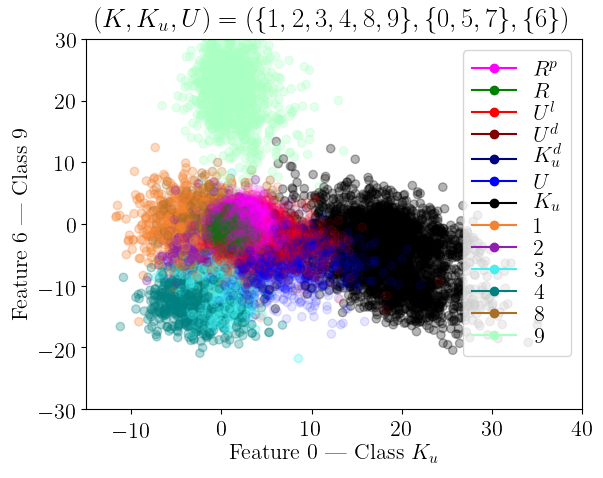 (K, K_u, U) = ({1, 2, 3, 4, 8, 9}, {0, 5, 7}, {6})
30
20
10
0
−10
−20
−30
Feature 6 — Class 9
−10 0 10 20 30 40
Feature 0 — Class K_u
R^p
R
U^l
U^d
K_u^d
U
K_u
1
2
3
4
8
9